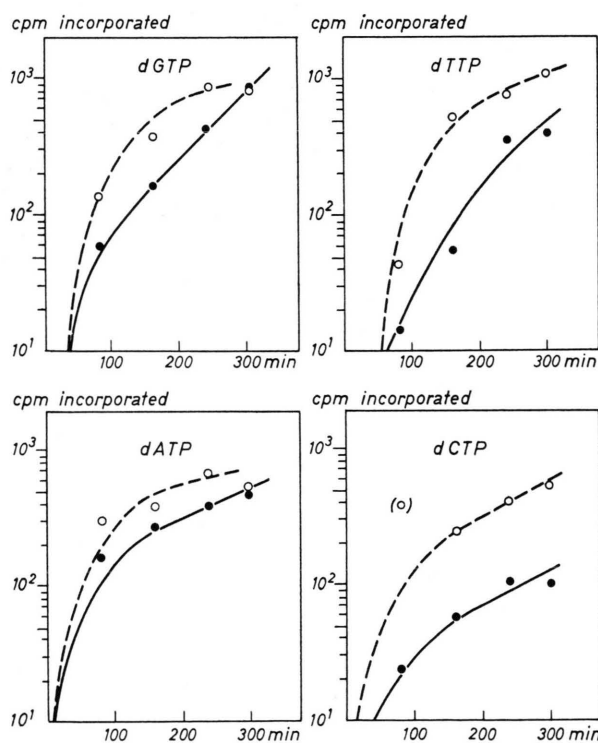 cpm incorporated
dGTP
10³
10²
10¹
100 200 300 min
cpm incorporated
dTTP
10³
10²
10¹
100 200 300 min
cpm incorporated
dATP
10³
10²
10¹
100 200 300 min
cpm incorporated
dCTP
10³
(o)
10²
10¹
100 200 300 min